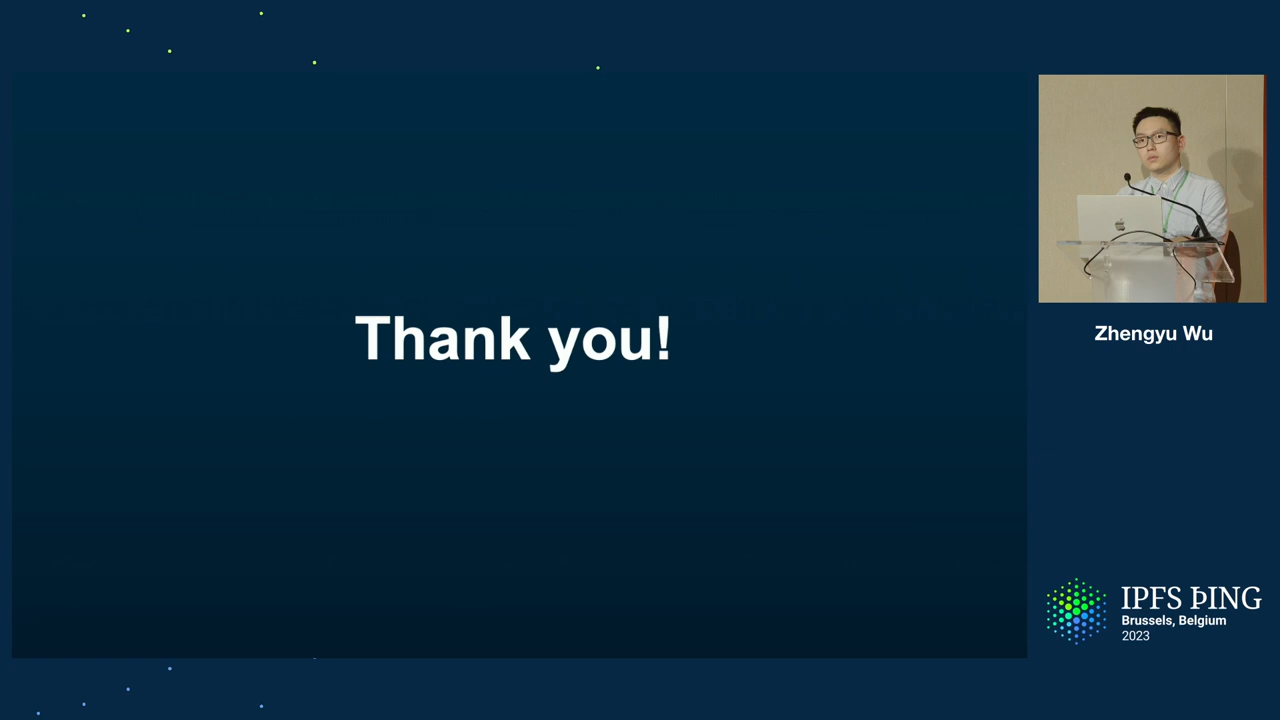 Thank you!
Zhengyu Wu
IPFS ÞING
Brussels, Belgium
2023